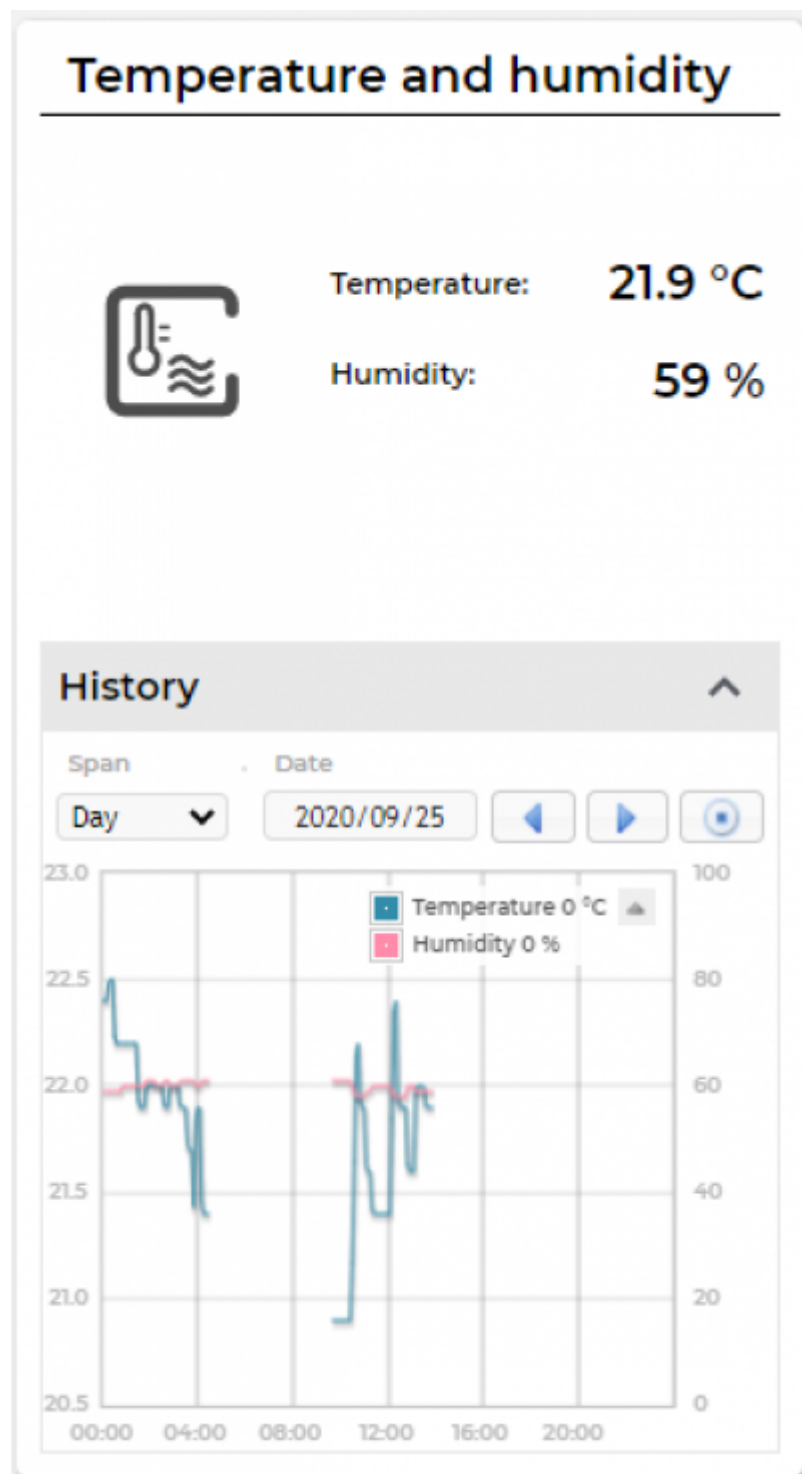 Temperature and humidity
Temperature: 21.9 °C
Humidity: 59 %
History
Span . Date
Day 2020/09/25
23.0 100
Temperature 0 °C
Humidity 0 %
22.5 80
22.0 60
21.5 40
21.0 20
20.5 0
00:00 04:00 08:00 12:00 16:00 20:00